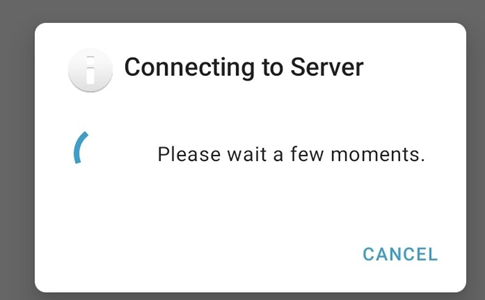 Connecting to Server
Please wait a few moments.
CANCEL